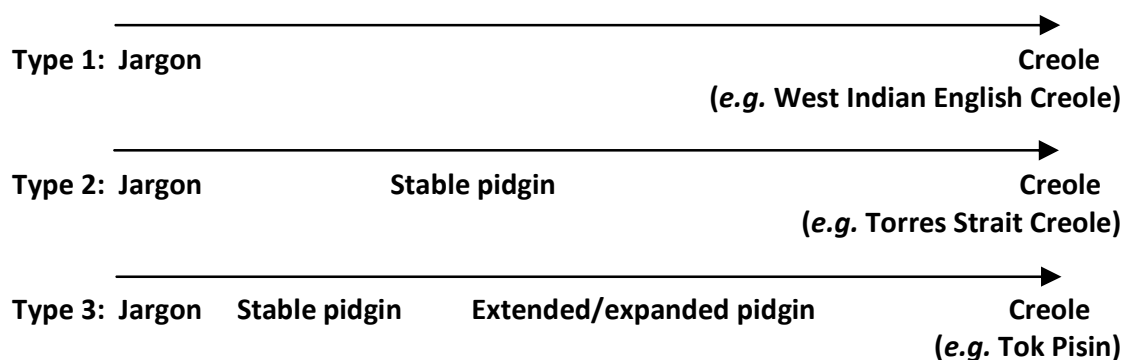 Type 1: Jargon Creole
(e.g. West Indian English Creole)
Type 2: Jargon Stable pidgin Creole
(e.g. Torres Strait Creole)
Type 3: Jargon Stable pidgin Extended/expanded pidgin Creole
(e.g. Tok Pisin)